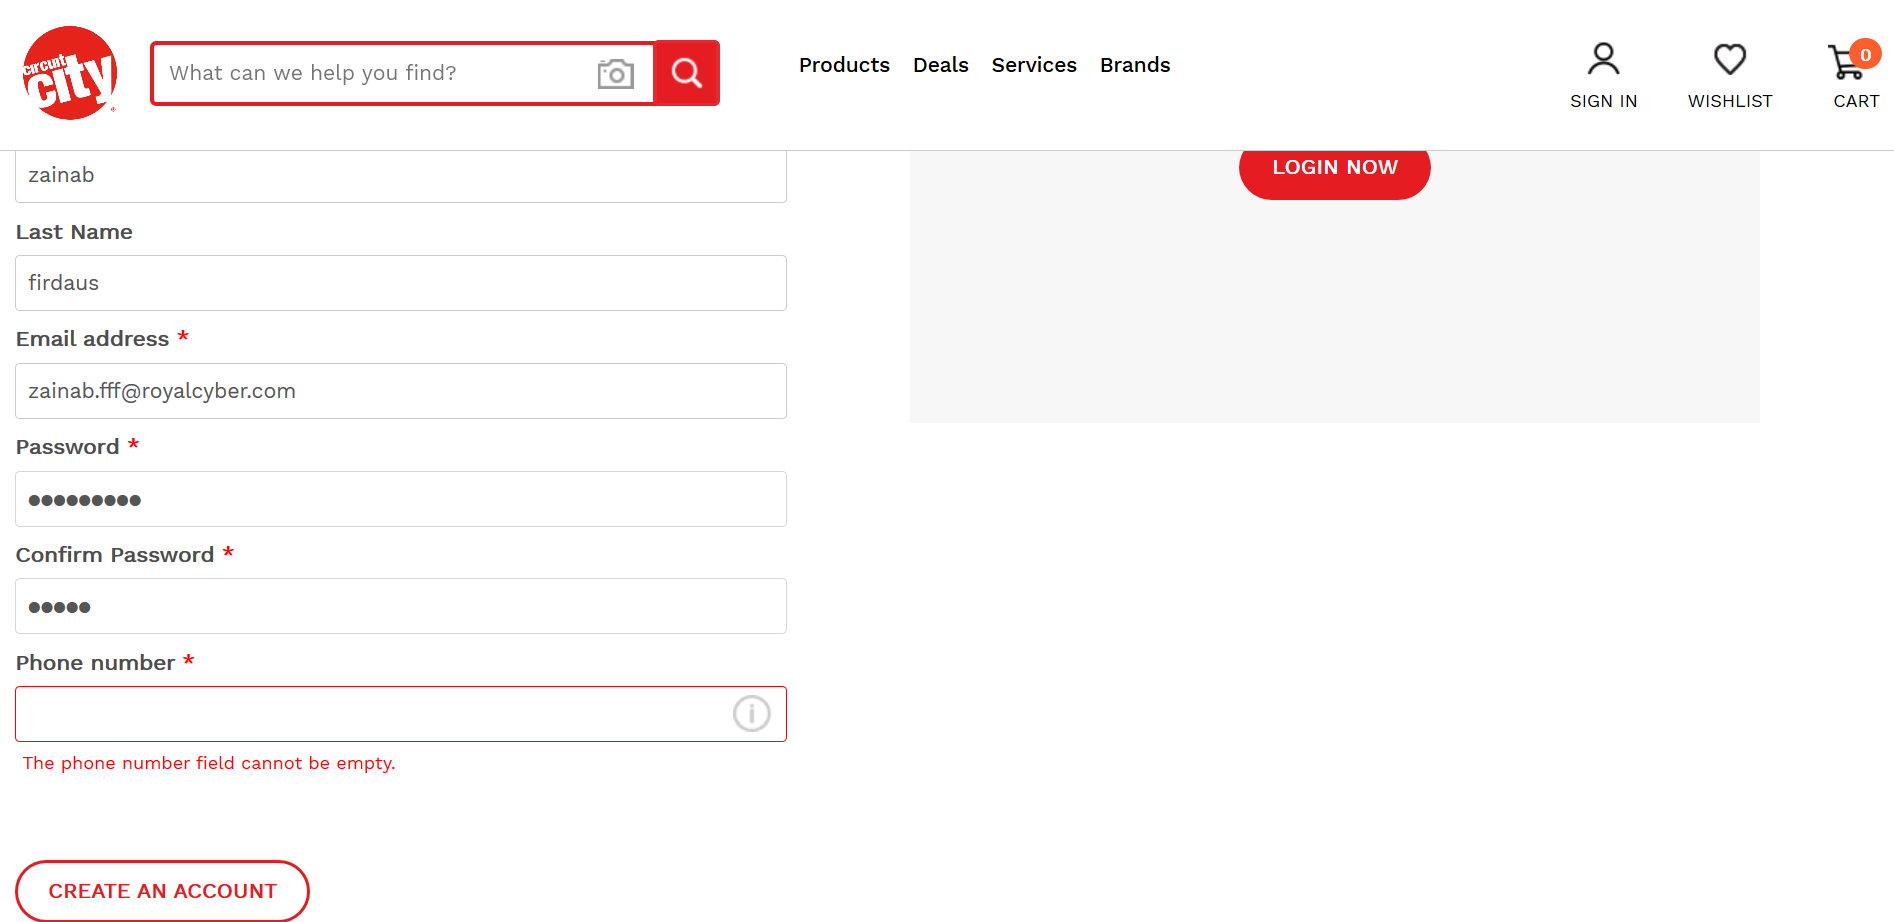 circuit
city
What can we help you find?
Products Deals Services Brands
SIGN IN WISHLIST 0 CART
zainab
LOGIN NOW
Last Name
firdaus
Email address *
zainab.fff@royalcyber.com
Password *
●●●●●●●●●
Confirm Password *
●●●●●
Phone number *
The phone number field cannot be empty.
CREATE AN ACCOUNT